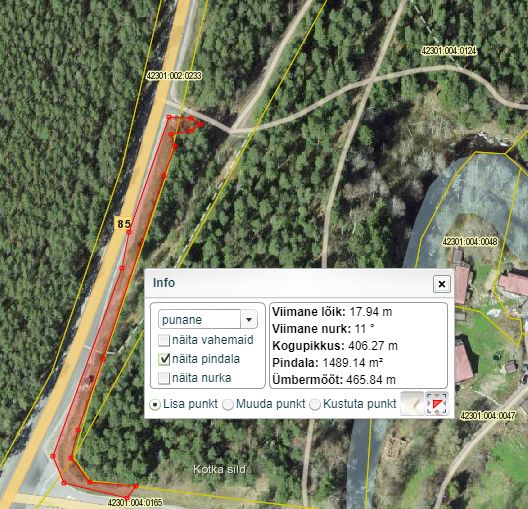 42301:004:0124
42301:002:0233
85
42301:004:0048
Info
punane
näita vahemaid
näita pindala
näita nurka
Viimane lõik: 17.94 m
Viimane nurk: 11 °
Kogupikkus: 406.27 m
Pindala: 1489.14 m²
Ümbermõõt: 465.84 m
Lisa punkt Muuda punkt Kustuta punkt
42301:004:0047
Kotka sild
42301:004:0165